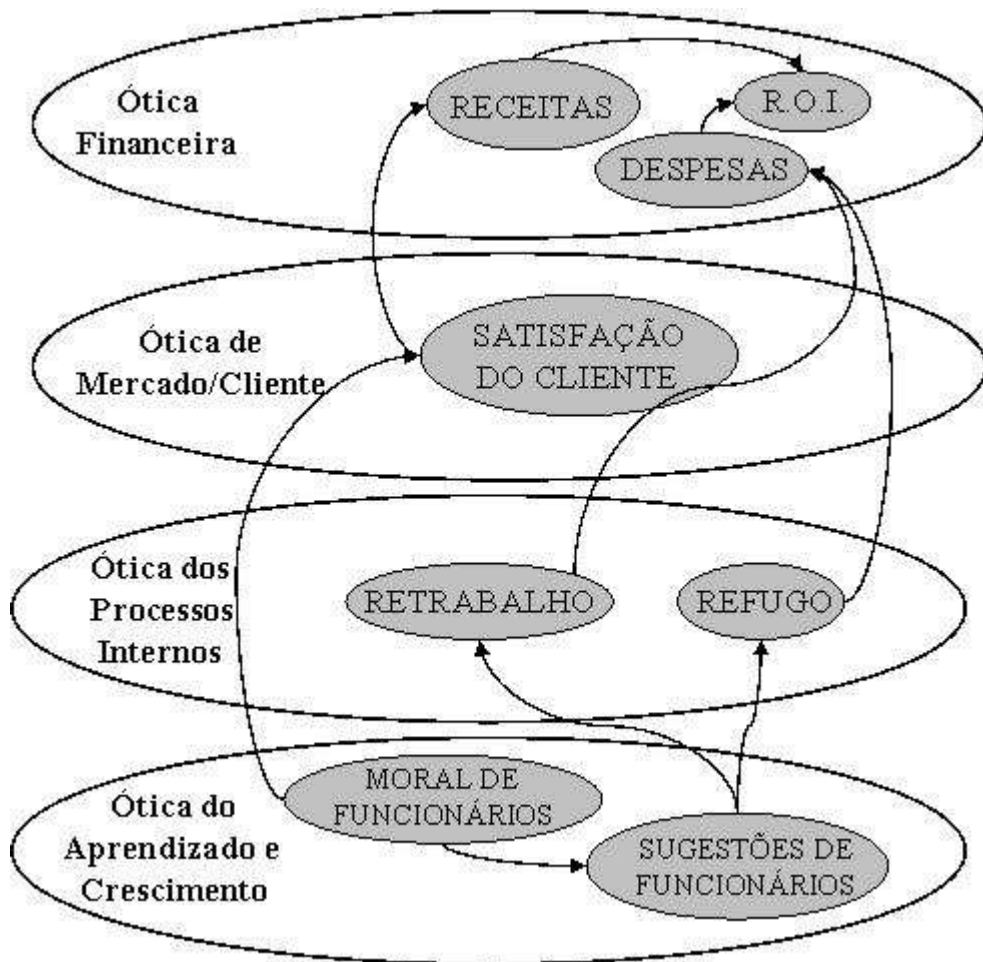 Ótica
Financeira
RECEITAS
R.O.I.
DESPESAS
Ótica de
Mercado/Cliente
SATISFAÇÃO
DO CLIENTE
Ótica dos
Processos
Internos
RETRABALHO
REFUGO
Ótica do
Aprendizado e
Crescimento
MORAL DE
FUNCIONÁRIOS
SUGESTÕES DE
FUNCIONÁRIOS